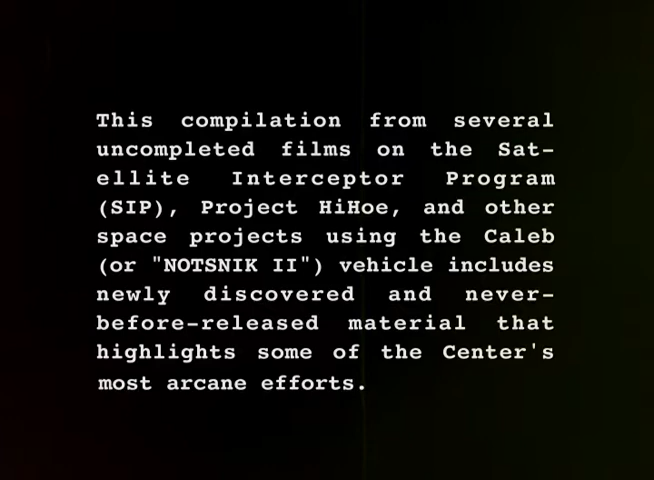 This compilation from several
uncompleted films on the Sat-
ellite Interceptor Program
(SIP), Project HiHoe, and other
space projects using the Caleb
(or "NOTSNIK II") vehicle includes
newly discovered and never-
before-released material that
highlights some of the Center's
most arcane efforts.